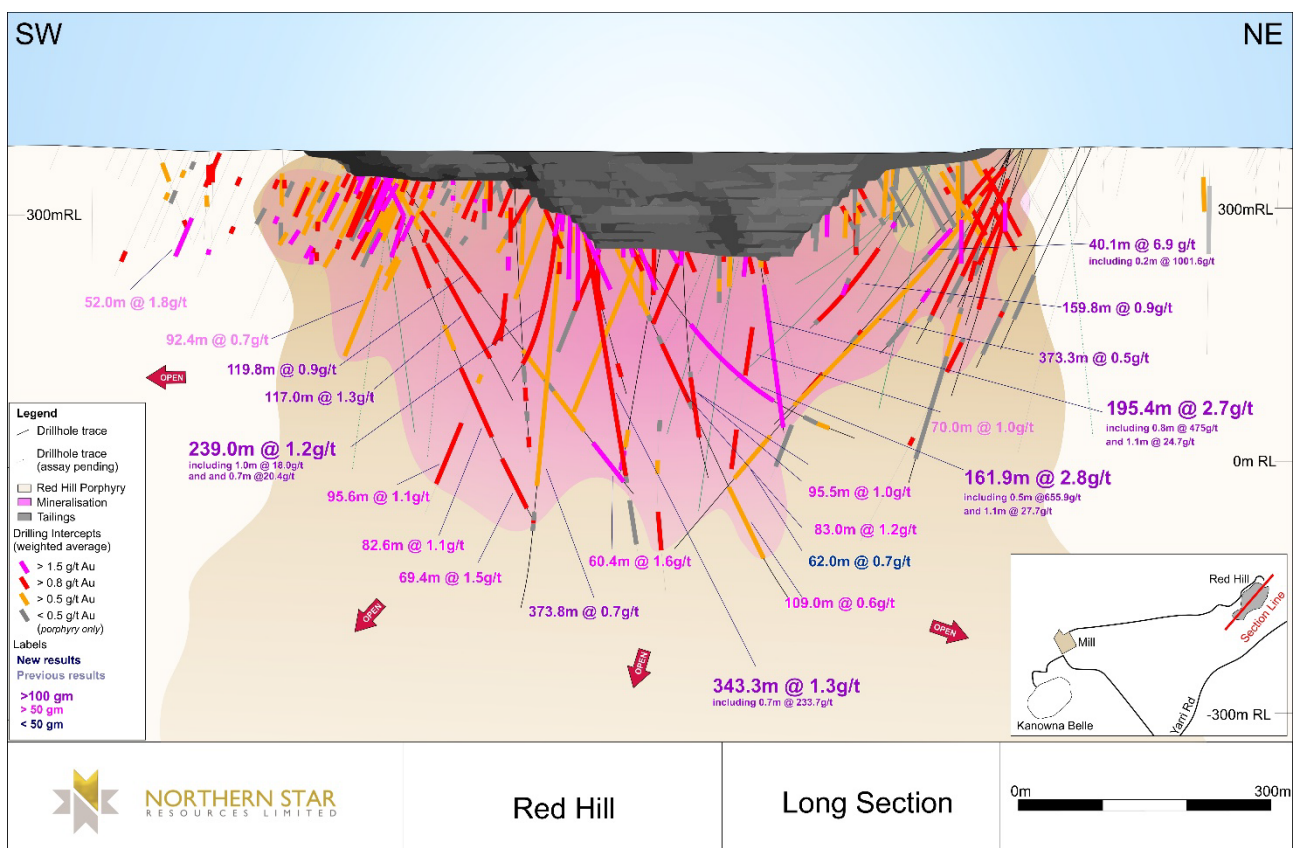 SW
NE
300mRL
300mRL
40.1m @ 6.9 g/t
including 0.2m @ 1001.6g/t
52.0m @ 1.8g/t
159.8m @ 0.9g/t
92.4m @ 0.7g/t
373.3m @ 0.5g/t
119.8m @ 0.9g/t
OPEN
117.0m @ 1.3g/t
195.4m @ 2.7g/t
including 0.8m @ 475g/t
and 1.1m @ 24.7g/t
70.0m @ 1.0g/t
239.0m @ 1.2g/t
including 1.0m @ 18.0g/t
and and 0.7m @20.4g/t
0m RL
161.9m @ 2.8g/t
including 0.5m @655.9g/t
and 1.1m @ 27.7g/t
95.6m @ 1.1g/t
95.5m @ 1.0g/t
83.0m @ 1.2g/t
82.6m @ 1.1g/t
60.4m @ 1.6g/t
62.0m @ 0.7g/t
69.4m @ 1.5g/t
109.0m @ 0.6g/t
373.8m @ 0.7g/t
OPEN
OPEN
OPEN
343.3m @ 1.3g/t
including 0.7m @ 233.7g/t
Legend
Drillhole trace
Drillhole trace
(assay pending)
Red Hill Porphyry
Mineralisation
Tailings
Drilling Intercepts
(weighted average)
> 1.5 g/t Au
> 0.8 g/t Au
> 0.5 g/t Au
< 0.5 g/t Au
(porphyry only)
Labels
New results
Previous results
>100 gm
> 50 gm
< 50 gm
Red Hill
Section Line
Mill
Kanowna Belle
Yarri Rd
-300m RL
NORTHERN STAR
RESOURCES LIMITED
Red Hill
Long Section
0m
300m